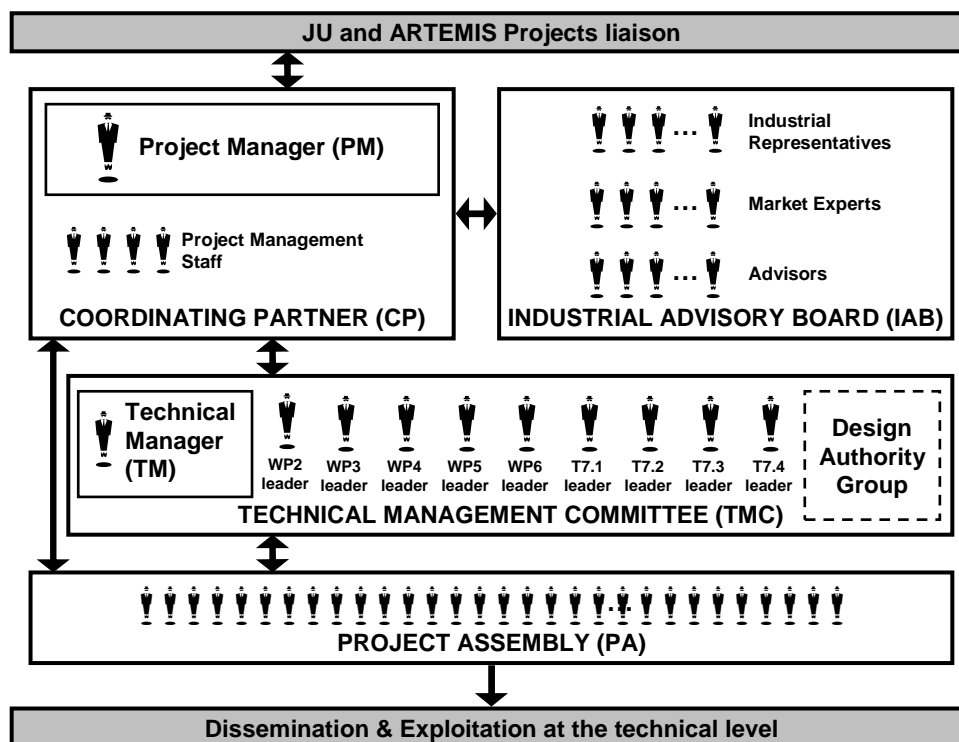 JU and ARTEMIS Projects liaison
Project Manager (PM)
Project Management
Staff
COORDINATING PARTNER (CP)
...
Industrial
Representatives
...
Market Experts
...
Advisors
INDUSTRIAL ADVISORY BOARD (IAB)
Technical
Manager
(TM)
WP2
leader
WP3
leader
WP4
leader
WP5
leader
WP6
leader
T7.1
leader
T7.2
leader
T7.3
leader
T7.4
leader
Design
Authority
Group
TECHNICAL MANAGEMENT COMMITTEE (TMC)
...
PROJECT ASSEMBLY (PA)
Dissemination & Exploitation at the technical level